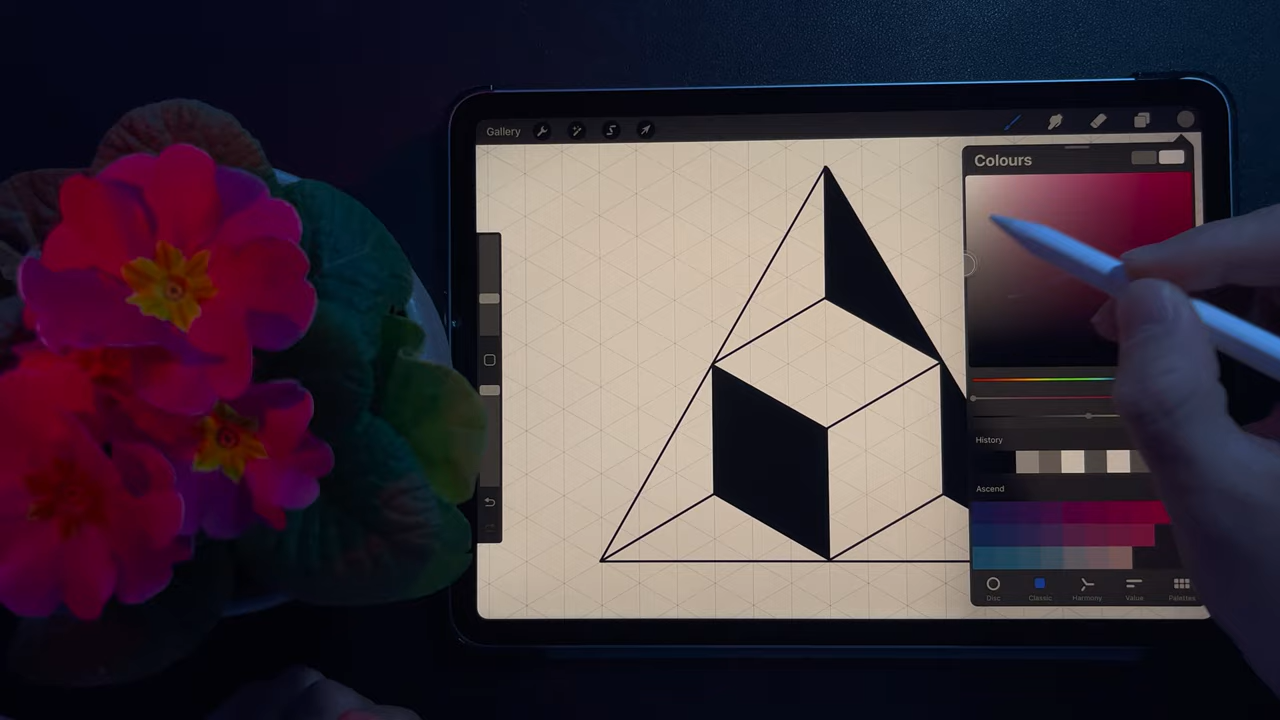 Gallery
Colours
History
Ascend
Disc
Classic
Harmony
Value
Palettes